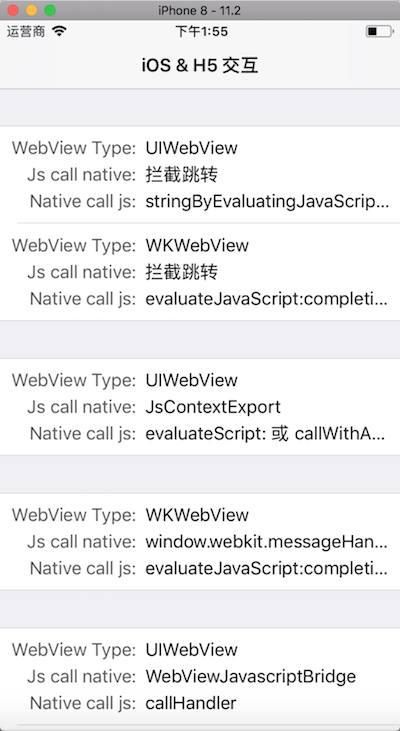 iPhone 8 - 11.2
运营商 下午1:55
iOS & H5 交互
WebView Type: UIWebView
Js call native: 拦截跳转
Native call js: stringByEvaluatingJavaScrip...
WebView Type: WKWebView
Js call native: 拦截跳转
Native call js: evaluateJavaScript:completi...
WebView Type: UIWebView
Js call native: JsContextExport
Native call js: evaluateScript: 或 callWithA...
WebView Type: WKWebView
Js call native: window.webkit.messageHan...
Native call js: evaluateJavaScript:completi...
WebView Type: UIWebView
Js call native: WebViewJavascriptBridge
Native call js: callHandler